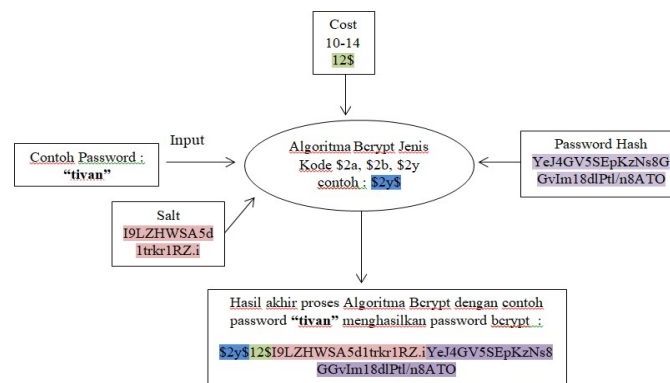 Cost
10-14
12$
Input
Contoh Password :
“tivan”
Algoritma Bcrypt Jenis
Kode $2a, $2b, $2y
contoh : $2y$
Password Hash
YeJ4GV5SEpKzNs8G
GvIm18dlPtl/n8ATO
Salt
I9LZHWSA5d
1trkr1RZ.i
Hasil akhir proses Algoritma Bcrypt dengan contoh
password “tivan” menghasilkan password bcrypt :
$2y$12$I9LZHWSA5d1trkr1RZ.iYeJ4GV5SEpKzNs8
GGvIm18dlPtl/n8ATO